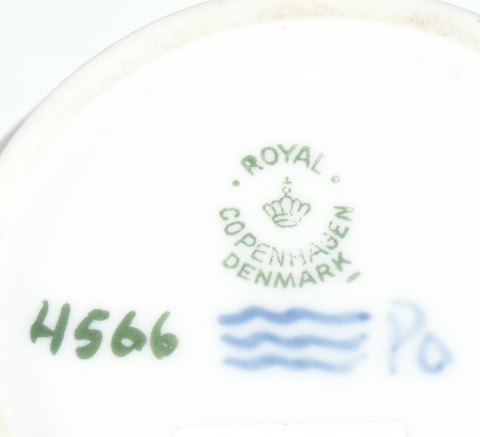 ROYAL
COPENHAGEN
DENMARK
4566 Po